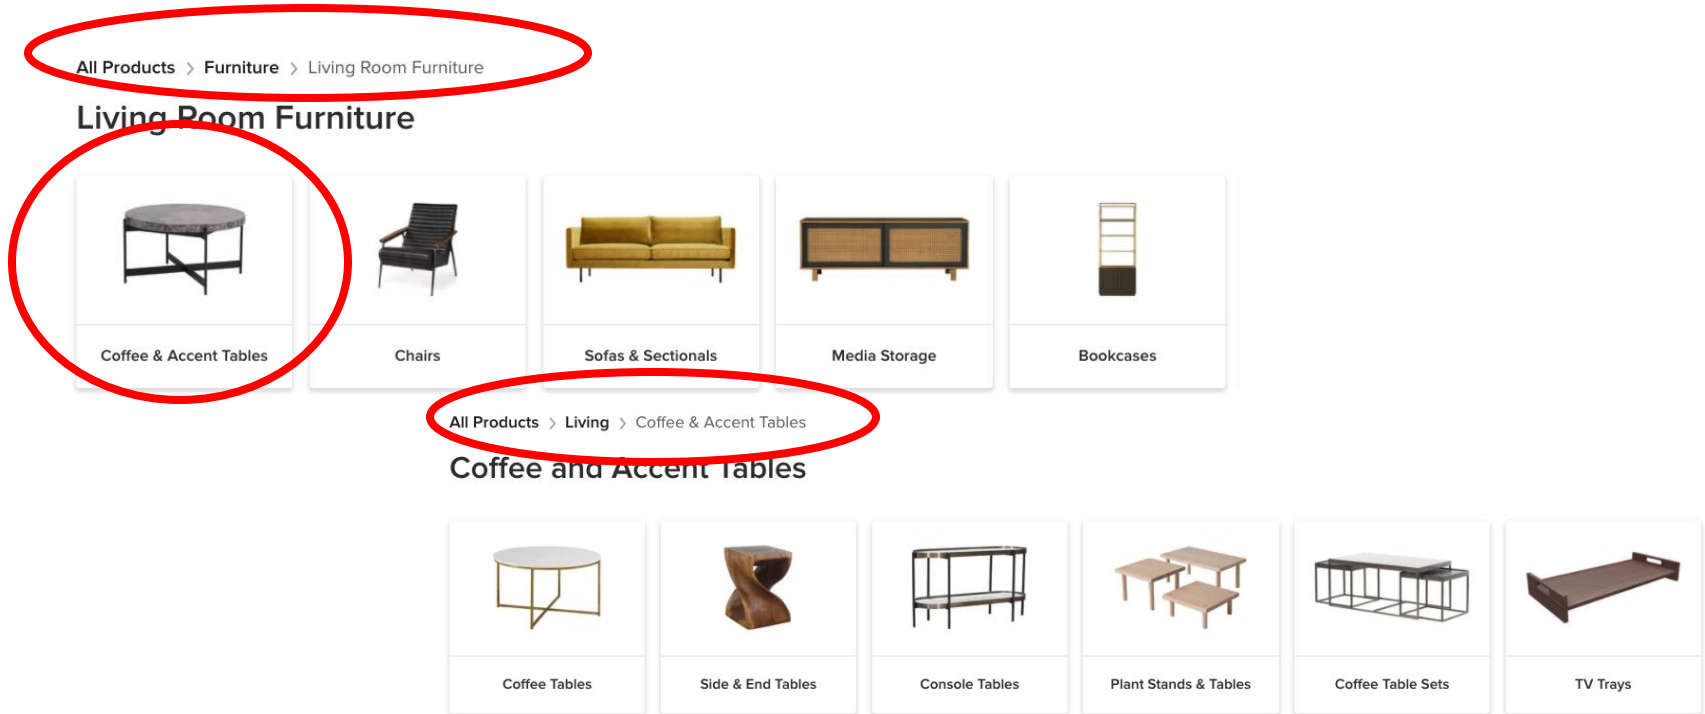 All Products > Furniture > Living Room Furniture
Living Room Furniture
Coffee & Accent Tables
Chairs
Sofas & Sectionals
Media Storage
Bookcases
All Products > Living > Coffee & Accent Tables
Coffee and Accent Tables
Coffee Tables
Side & End Tables
Console Tables
Plant Stands & Tables
Coffee Table Sets
TV Trays